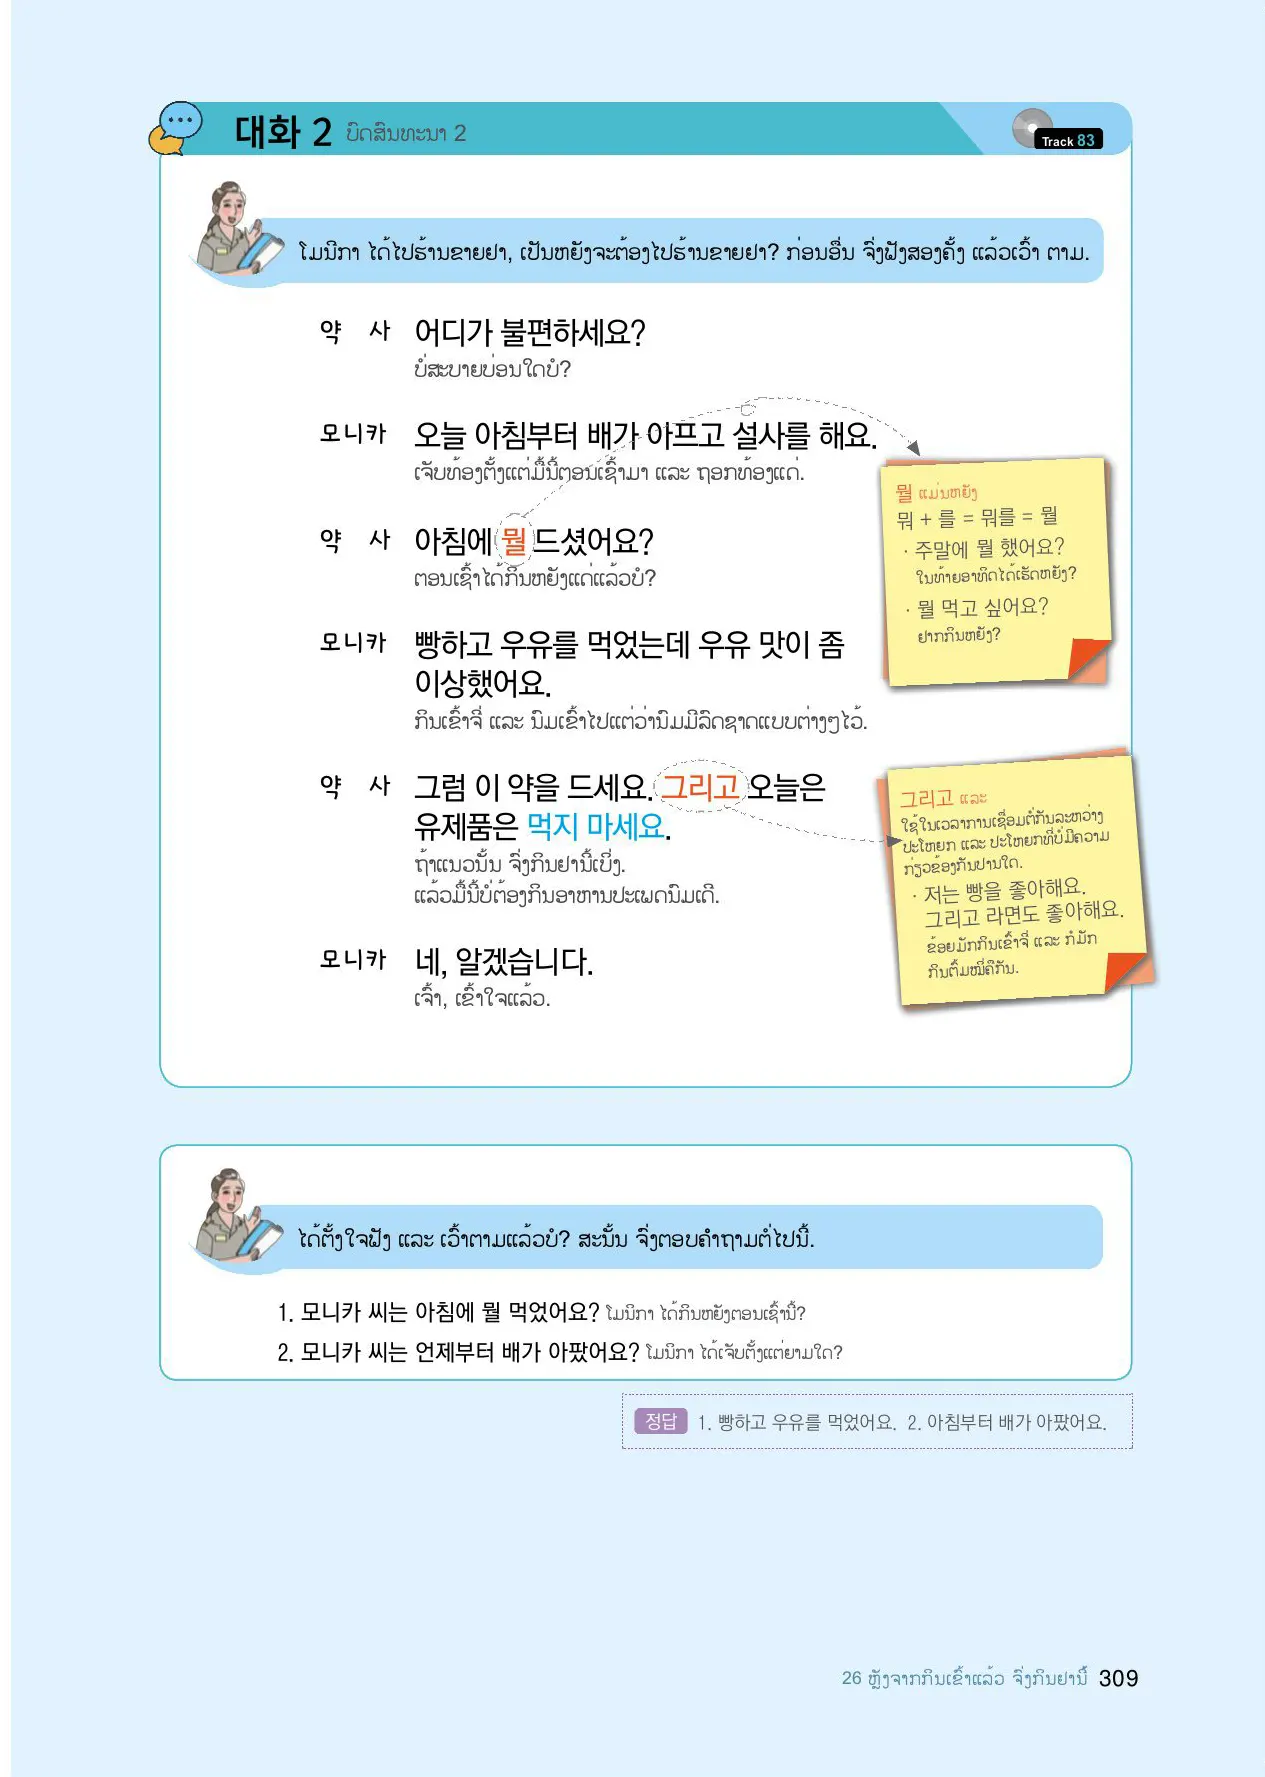 대화 2 ບົດສົນທະນາ 2
Track 83
ໂມນີກາ ໄດ້ໄປຮ້ານຂາຍຢາ, ເປັນຫຍັງຈະຕ້ອງໄປຮ້ານຂາຍຢາ? ກ່ອນອື່ນ ຈົ່ງຟັງສອງຄັ້ງ ແລ້ວເວົ້າ ຕາມ.
약 사 어디가 불편하세요?
ບໍ່ສະບາຍບ່ອນໃດບໍ?
모니카 오늘 아침부터 배가 아프고 설사를 해요.
ເຈັບທ້ອງຕັ້ງແຕ່ມື້ນີ້ຕອນເຊົ້າມາ ແລະ ຖອກທ້ອງແດ່.
약 사 아침에 뭘 드셨어요?
ຕອນເຊົ້າໄດ້ກິນຫຍັງແດ່ແລ້ວບໍ?
모니카 빵하고 우유를 먹었는데 우유 맛이 좀
이상했어요.
ກິນເຂົ້າຈີ່ ແລະ ນົມເຂົ້າໄປແຕ່ວ່ານົມມີລົດຊາດແບບຕ່າງໆໄວ້.
약 사 그럼 이 약을 드세요. 그리고 오늘은
유제품은 먹지 마세요.
ຖ້າແນວນັ້ນ ຈົ່ງກິນຢານີ້ເບິ່ງ.
ແລ້ວມື້ນີ້ບໍ່ຕ້ອງກິນອາຫານປະເພດນົມເດີ.
모니카 네, 알겠습니다.
ເຈົ້າ, ເຂົ້າໃຈແລ້ວ.
뭘 ແມ່ນຫຍັງ
뭐 + 를 = 뭐를 = 뭘
· 주말에 뭘 했어요?
ໃນທ້າຍອາທິດໄດ້ເຮັດຫຍັງ?
· 뭘 먹고 싶어요?
ຢາກກິນຫຍັງ?
그리고 ແລະ
ໃຊ້ໃນເວລາການເຊື່ອມຕໍ່ກັນລະຫວ່າງ
ປະໂຫຍກ ແລະ ປະໂຫຍກທີ່ບໍ່ມີຄວາມ
ກ່ຽວຂ້ອງກັນປານໃດ.
· 저는 빵을 좋아해요.
그리고 라면도 좋아해요.
ຂ້ອຍມັກກິນເຂົ້າຈີ່ ແລະ ກໍມັກ
ກິນຕົ້ມໝີ່ຄືກັນ.
ໄດ້ຕັ້ງໃຈຟັງ ແລະ ເວົ້າຕາມແລ້ວບໍ? ສະນັ້ນ ຈົ່ງຕອບຄຳຖາມຕໍ່ໄປນີ້.
1. 모니카 씨는 아침에 뭘 먹었어요? ໂມນິກາ ໄດ້ກິນຫຍັງຕອນເຊົ້ານີ້?
2. 모니카 씨는 언제부터 배가 아팠어요? ໂມນິກາ ໄດ້ເຈັບຕັ້ງແຕ່ຍາມໃດ?
정답 1. 빵하고 우유를 먹었어요. 2. 아침부터 배가 아팠어요.
26 ຫຼັງຈາກກິນເຂົ້າແລ້ວ ຈົ່ງກິນຢານີ້ 309